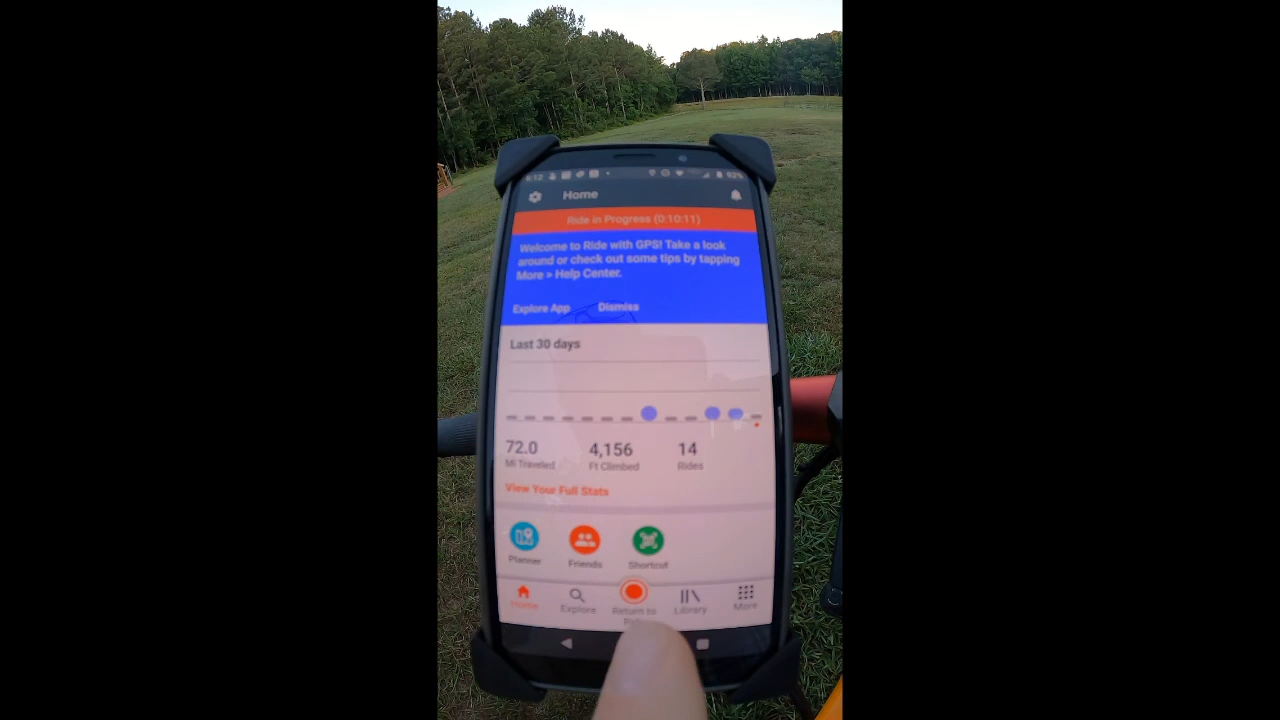 92%
Home
Ride in Progress (0:10:11)
Welcome to Ride with GPS! Take a look
around or check out some tips by tapping
More > Help Center.
Explore App Dismiss
Last 30 days
72.0 4,156 14
Mi Traveled Ft Climbed Rides
View Your Full Stats
Planner Friends Shortcut
Home Explore Return to Library More